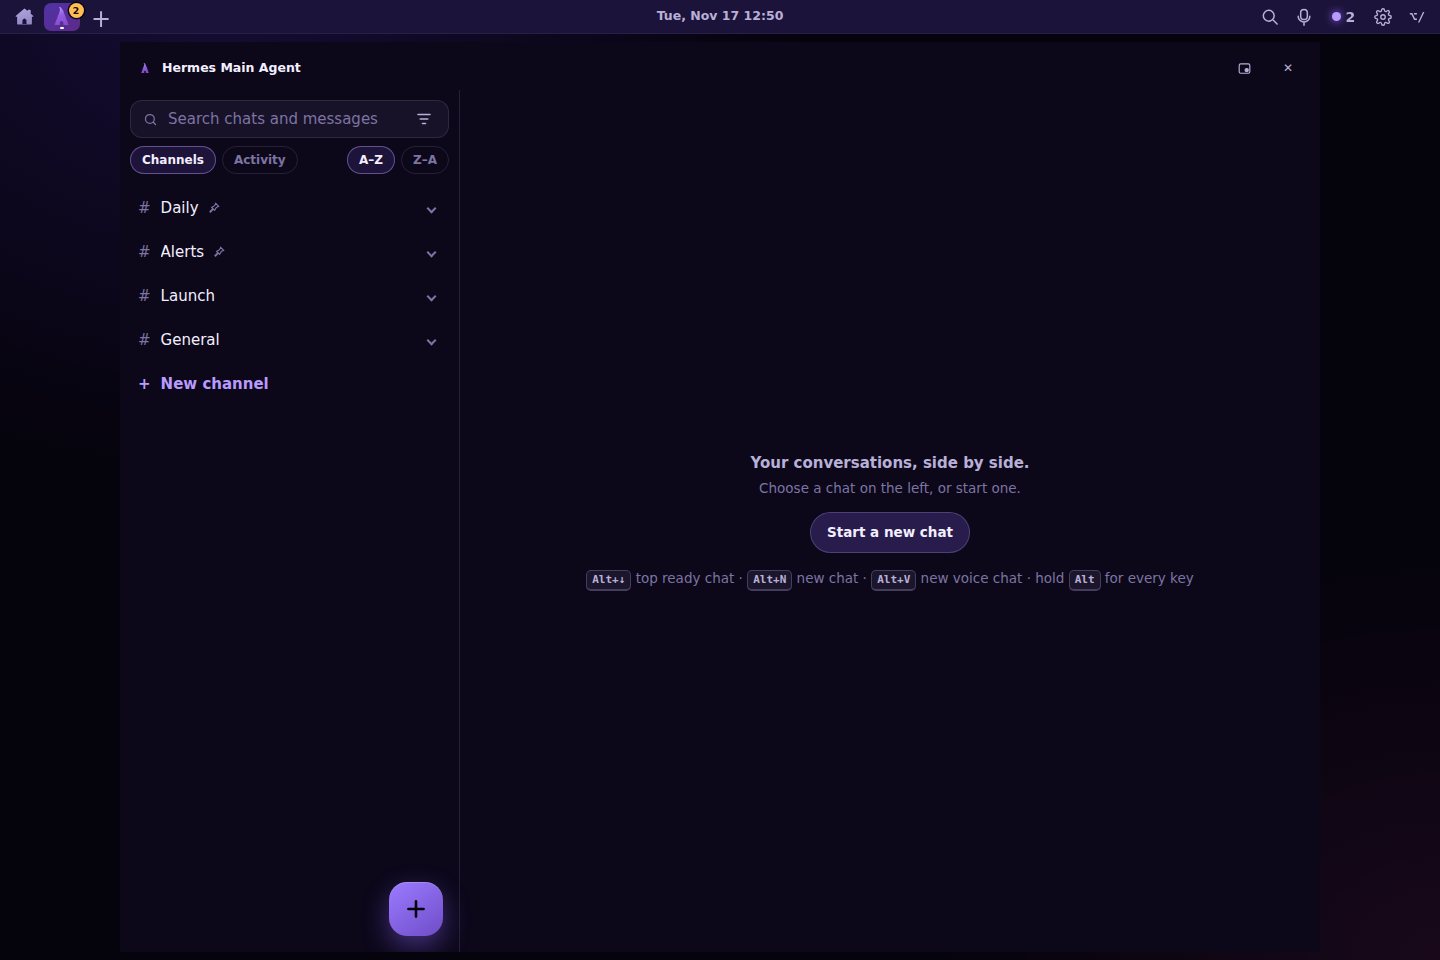 2
Tue, Nov 17 12:50
2
⌥/
Hermes Main Agent
Search chats and messages
Channels Activity A–Z Z–A
# Daily
# Alerts
# Launch
# General
+ New channel
Your conversations, side by side.
Choose a chat on the left, or start one.
Start a new chat
Alt+↓ top ready chat · Alt+N new chat · Alt+V new voice chat · hold Alt for every key